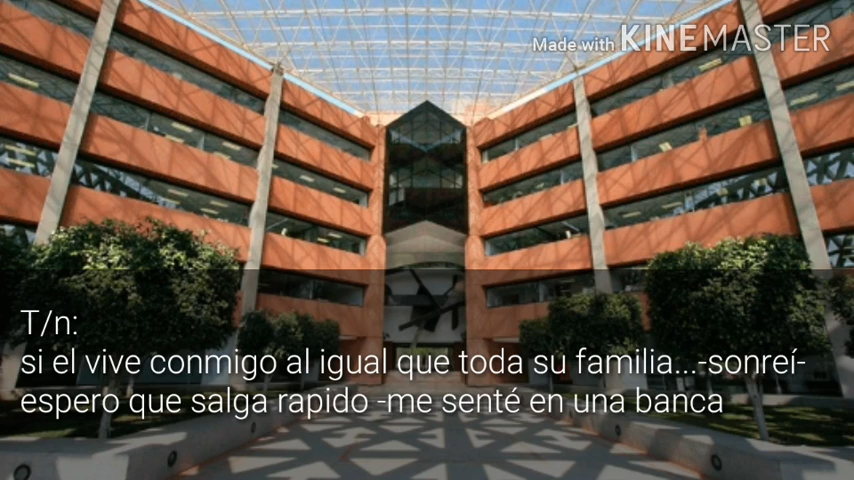 Made with KINEMASTER
T/n:
si el vive conmigo al igual que toda su familia...-sonreí-
espero que salga rapido -me senté en una banca